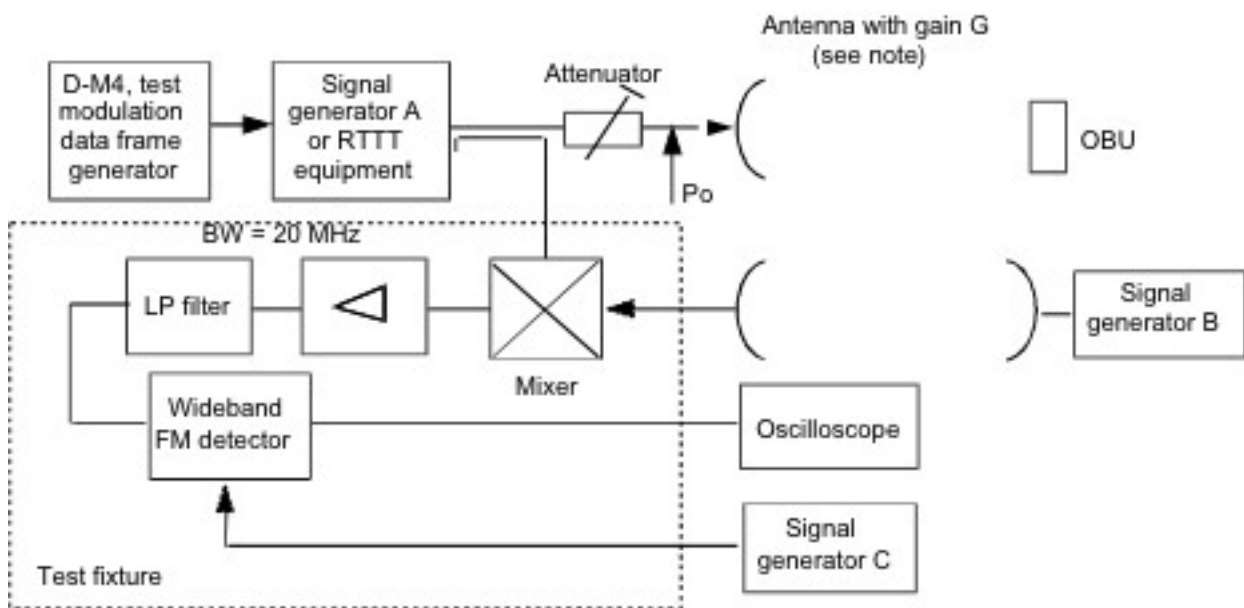 Antenna with gain G
(see note)
D-M4, test
modulation
data frame
generator
Signal
generator A
or RTTT
equipment
Attenuator
OBU
Po
BW = 20 MHz
LP filter
Mixer
Signal
generator B
Wideband
FM detector
Oscilloscope
Signal
generator C
Test fixture